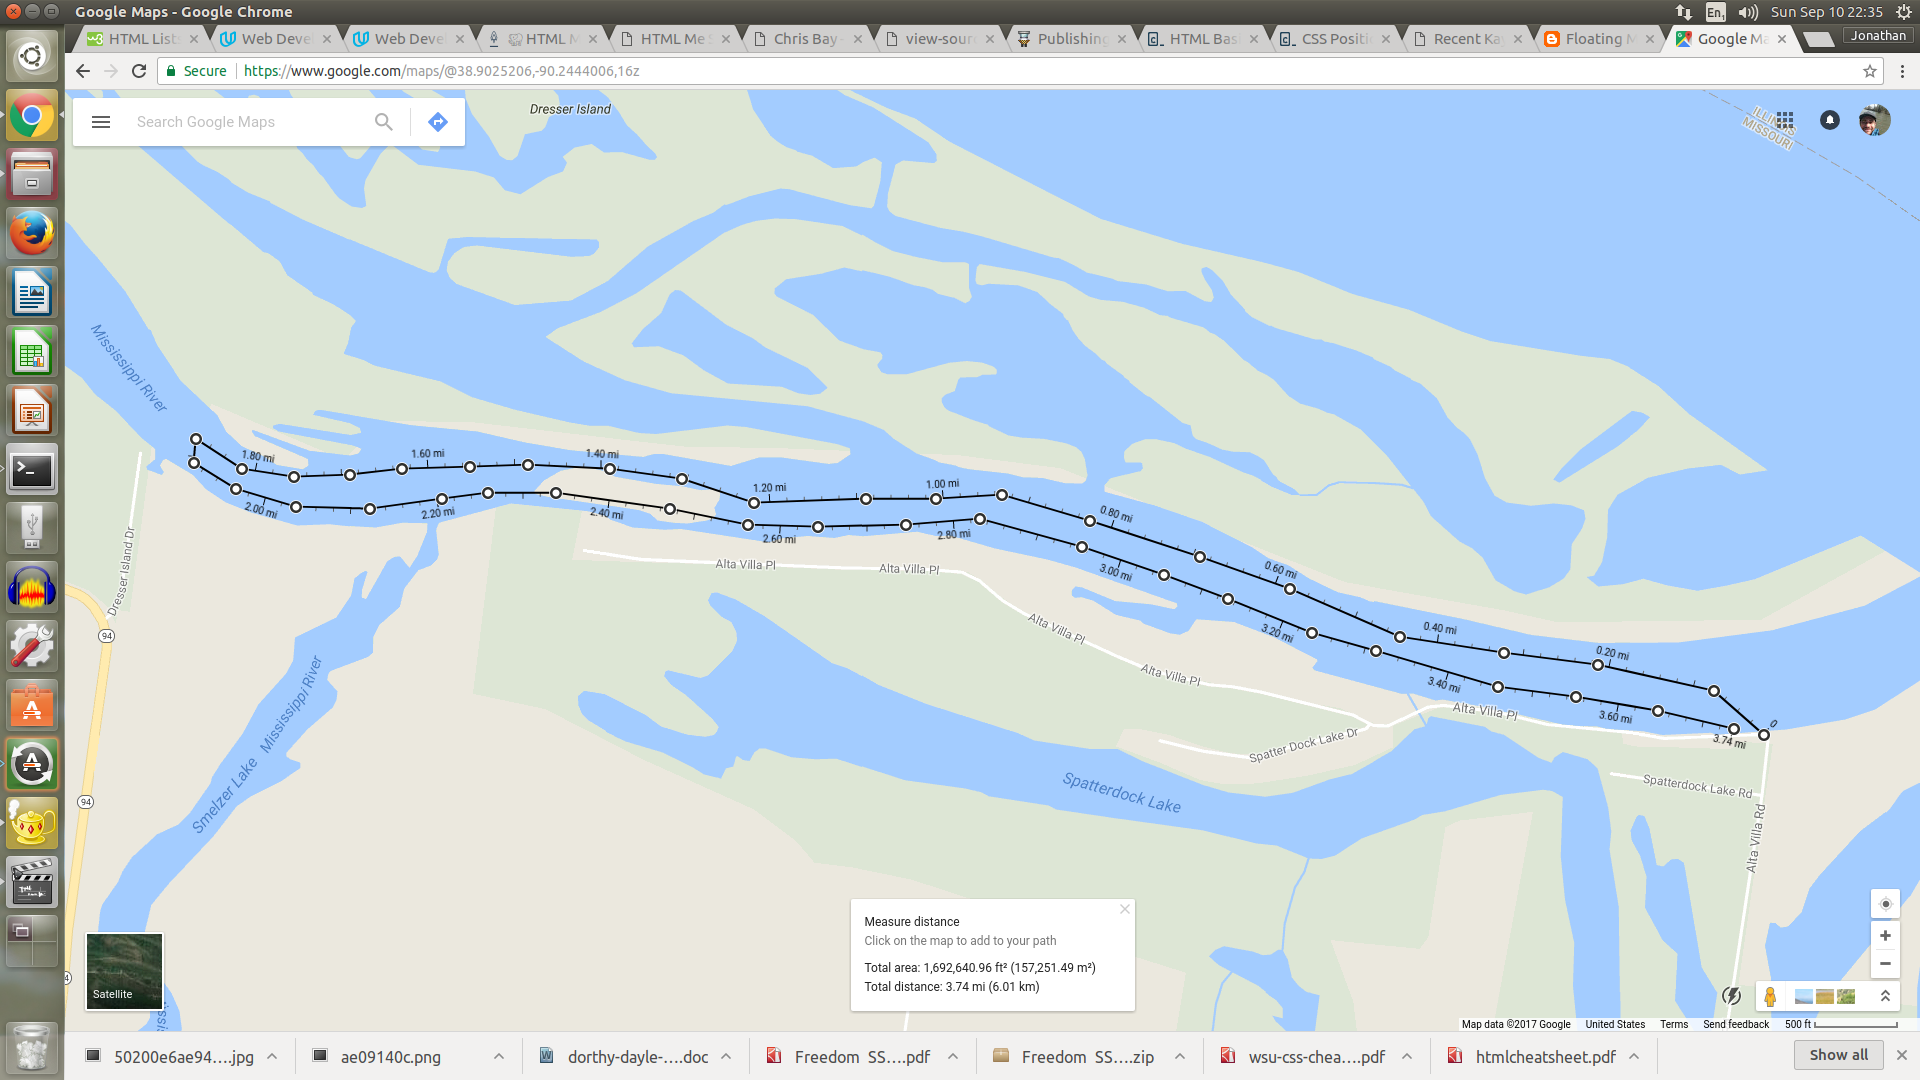 Google Maps - Google Chrome
En1
Sun Sep 10 22:35
HTML Lists
Web Deve
Web Deve
HTML M
HTML Me
Chris Bay
view-sour
Publishing
HTML Bas
CSS Positi
Recent Ka
Floating M
Google Ma
Jonathan
Secure
https://www.google.com/maps/@38.9025206,-90.2444006,16z
Search Google Maps
Dresser Island
ILLINOIS
MISSOURI
Mississippi River
1.80 mi
1.60 mi
1.40 mi
1.20 mi
1.00 mi
0.80 mi
0.60 mi
0.40 mi
0.20 mi
0
2.00 mi
2.20 mi
2.40 mi
2.60 mi
2.80 mi
3.00 mi
3.20 mi
3.40 mi
3.60 mi
3.74 mi
Dresser Island Dr
94
Alta Villa Pl
Alta Villa Pl
Alta Villa Pl
Alta Villa Pl
Alta Villa Pl
Spatter Dock Lake Dr
Spatterdock Lake
Spatterdock Lake Rd
Alta Villa Rd
Smelzer Lake
Mississippi River
94
Measure distance
Click on the map to add to your path
Total area: 1,692,640.96 ft² (157,251.49 m²)
Total distance: 3.74 mi (6.01 km)
Satellite
Map data ©2017 Google
United States
Terms
Send feedback
500 ft
50200e6ae94....jpg
ae09140c.png
dorthy-dayle-....doc
Freedom SS....pdf
Freedom SS....zip
wsu-css-chea....pdf
htmlcheatsheet.pdf
Show all